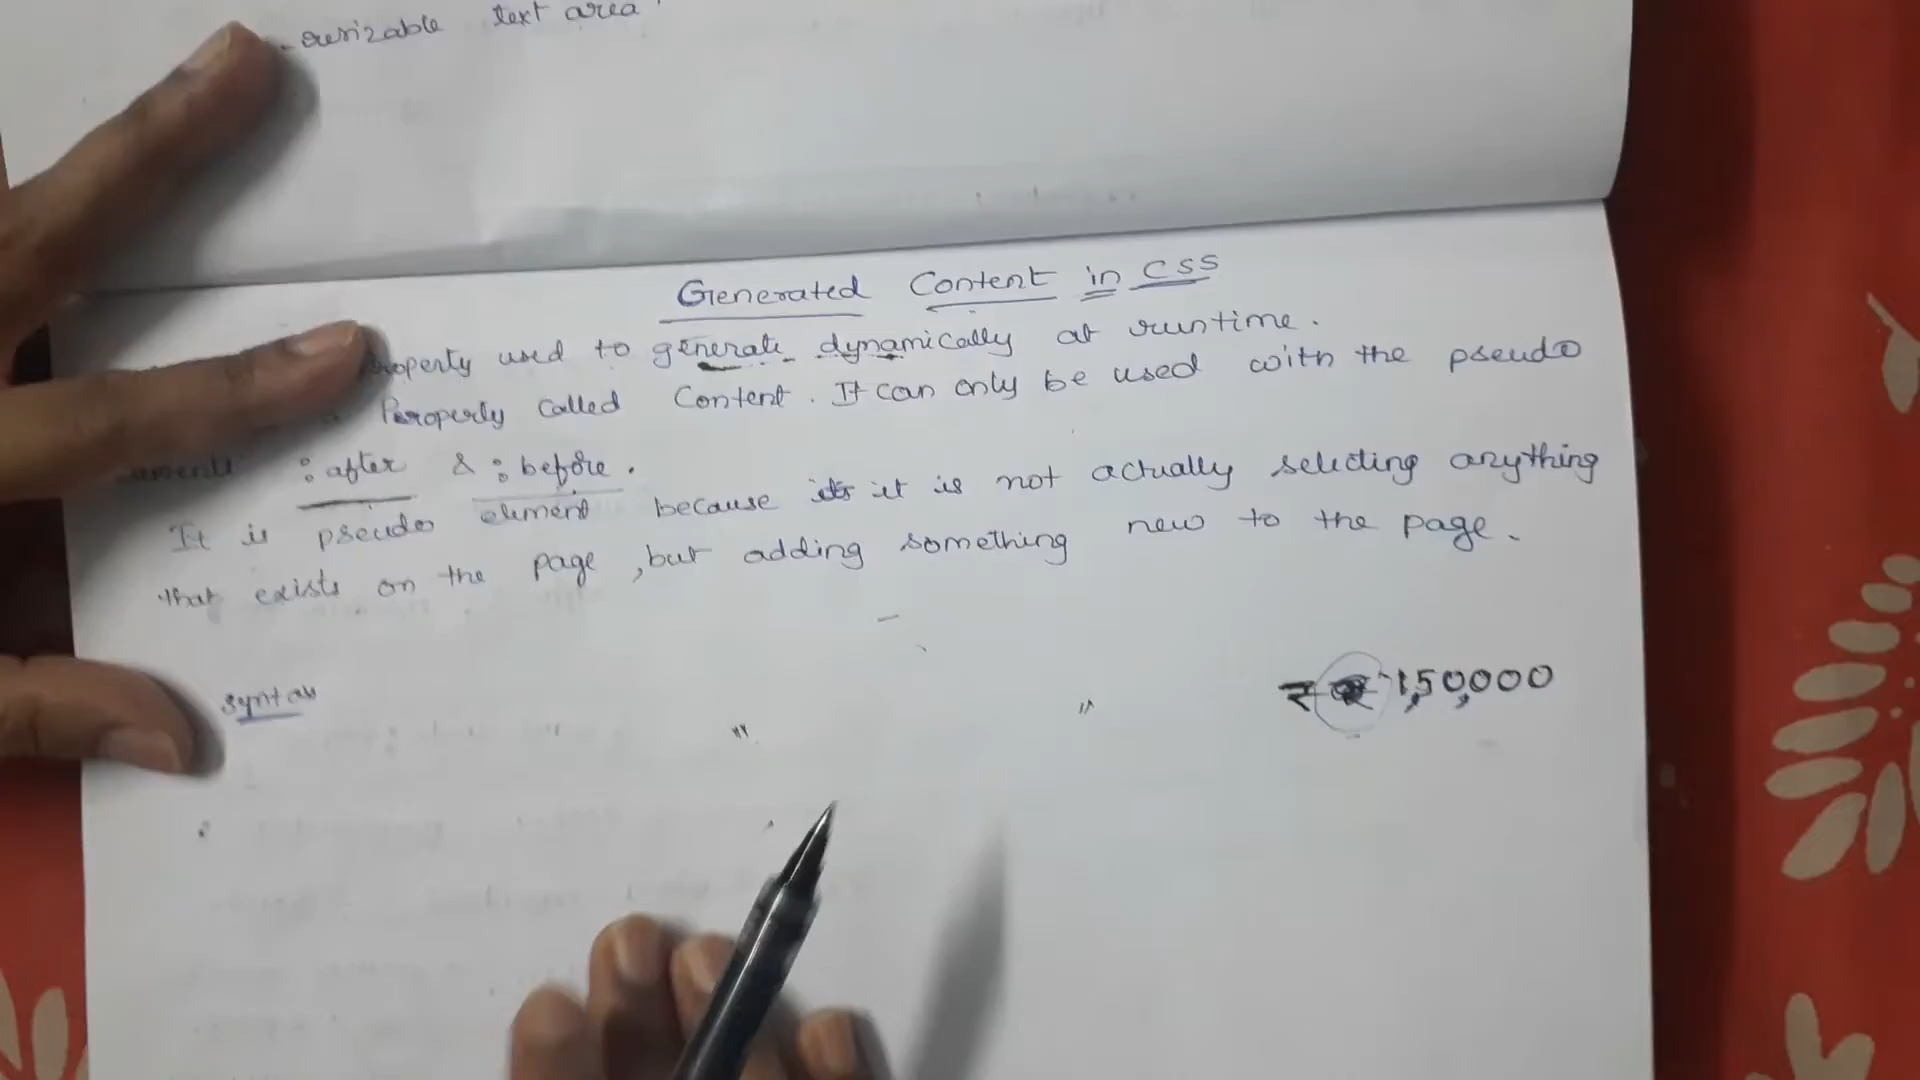 resizable text area
Generated Content in CSS
property used to generate dynamically at runtime.
Property called Content. It can only be used with the pseudo
:after & :before.
It is pseudo element because it is not actually selecting anything
that exists on the page, but adding something new to the page.
₹ 1,50,000
Syntax